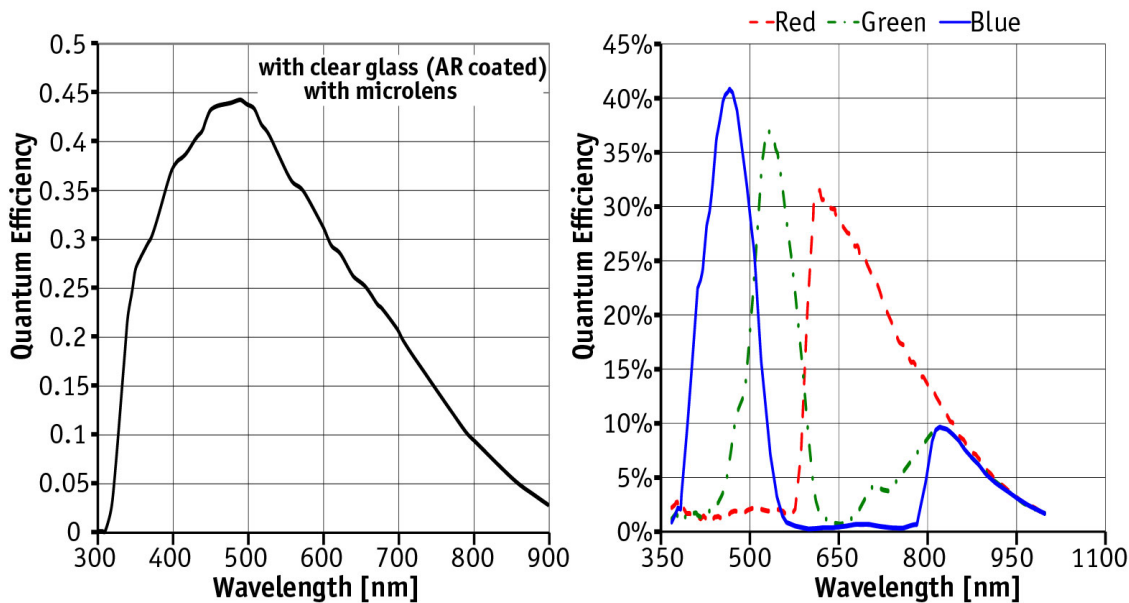 with clear glass (AR coated)
with microlens
Quantum Efficiency
0.5
0.45
0.4
0.35
0.3
0.25
0.2
0.15
0.1
0.05
0
300 400 500 600 700 800 900
Wavelength [nm]
Red Green Blue
Quantum Efficiency
45%
40%
35%
30%
25%
20%
15%
10%
5%
0%
350 500 650 800 950 1100
Wavelength [nm]